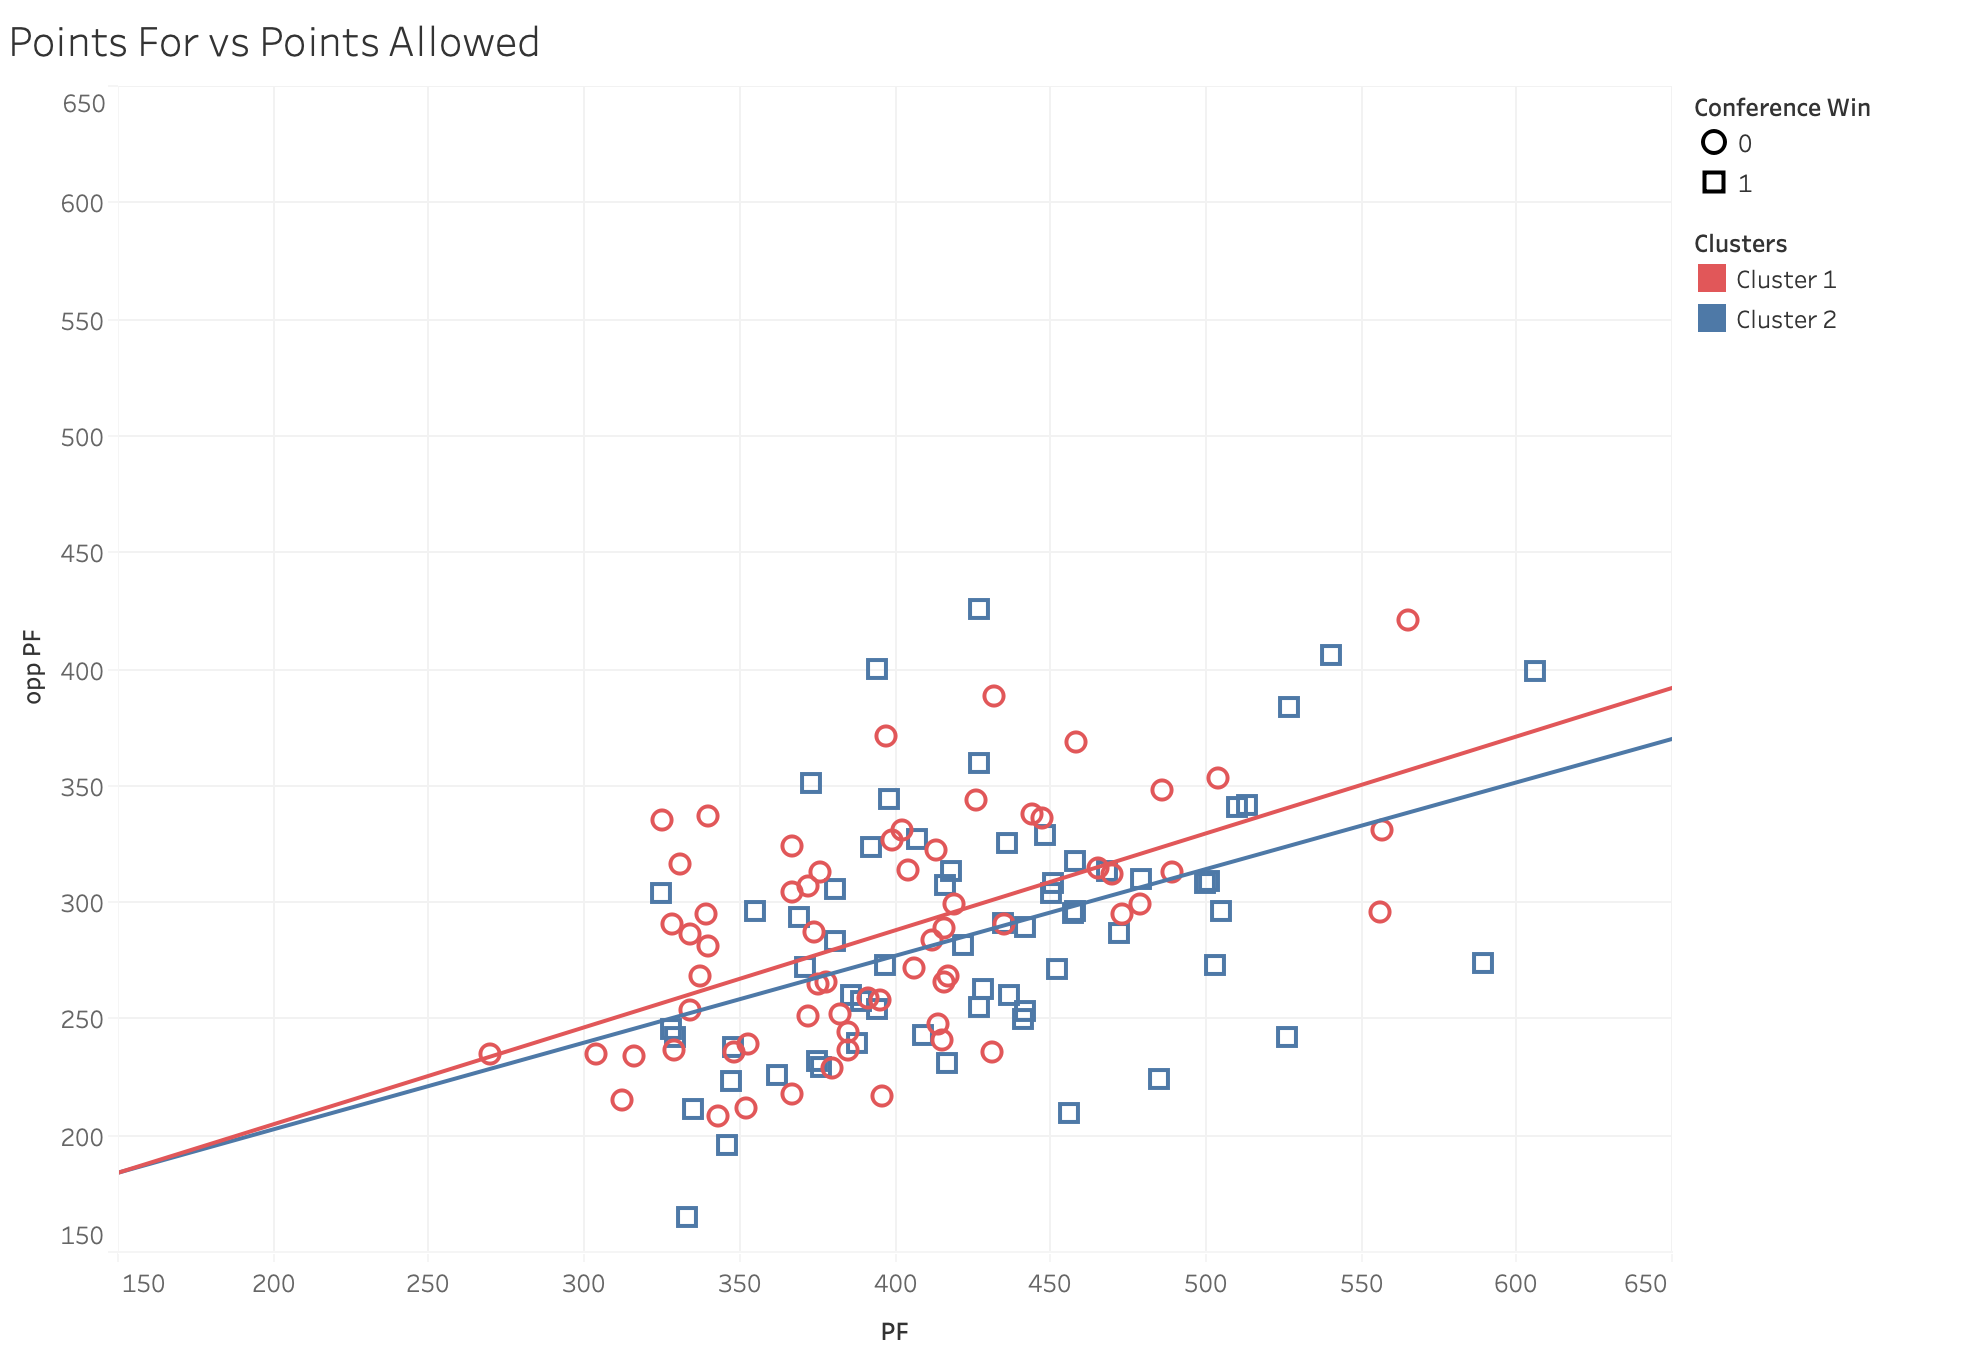 Points For vs Points Allowed
650
600
550
500
450
400
350
300
250
200
150
opp PF
150 200 250 300 350 400 450 500 550 600 650
PF
Conference Win
0
1
Clusters
Cluster 1
Cluster 2